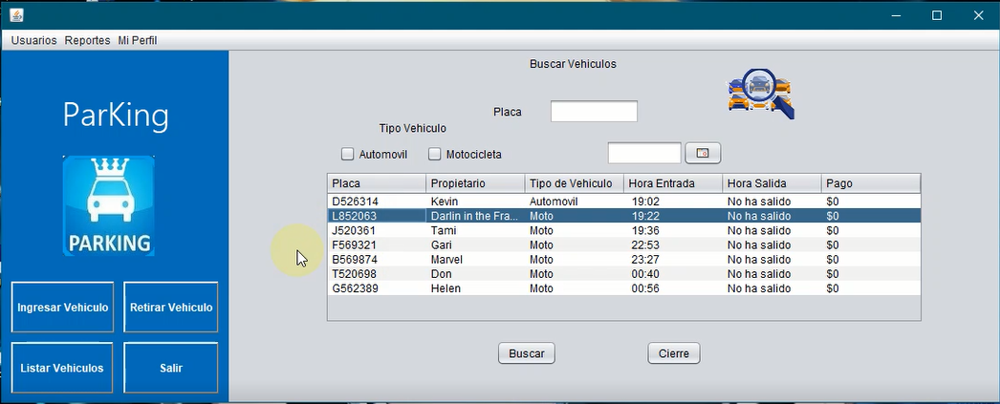 Usuarios Reportes Mi Perfil
ParKing
PARKING
Ingresar Vehiculo Retirar Vehiculo
Listar Vehiculos Salir
Buscar Vehiculos
Placa
Tipo Vehiculo
Automovil Motocicleta
Placa Propietario Tipo de Vehiculo Hora Entrada Hora Salida Pago
D526314 Kevin Automovil 19:02 No ha salido $0
L852063 Darlin in the Fra... Moto 19:22 No ha salido $0
J520361 Tami Moto 19:36 No ha salido $0
F569321 Gari Moto 22:53 No ha salido $0
B569874 Marvel Moto 23:27 No ha salido $0
T520698 Don Moto 00:40 No ha salido $0
G562389 Helen Moto 00:56 No ha salido $0
Buscar Cierre